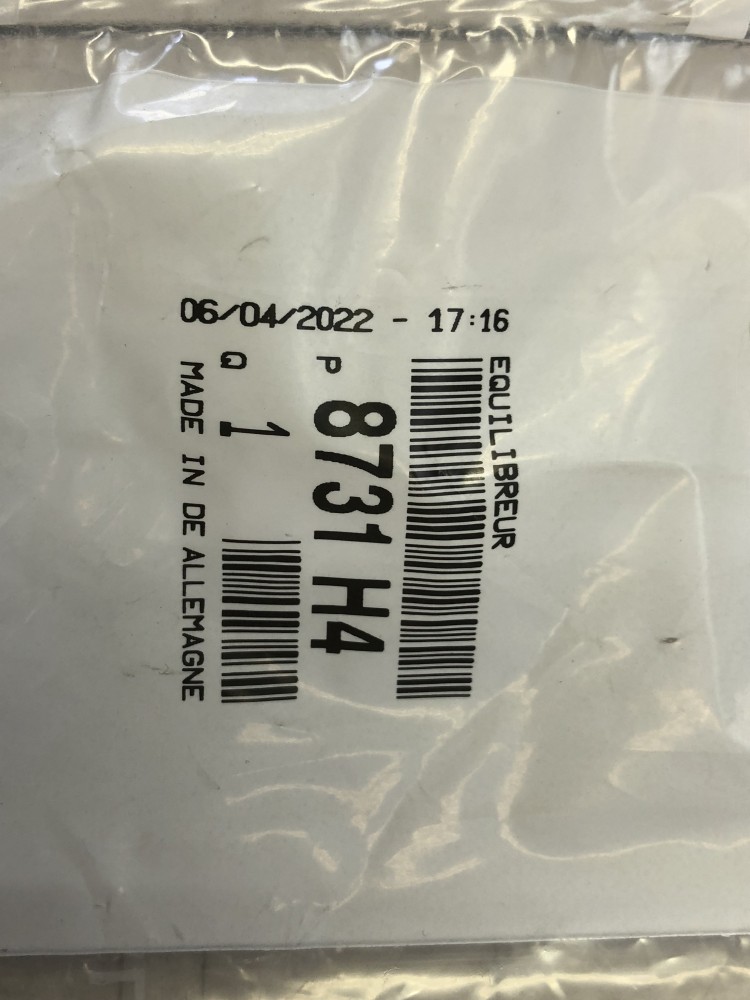 06/04/2022 - 17:16
EQUILIBREUR
P 8731 H4
Q 1
MADE IN DE ALLEMAGNE